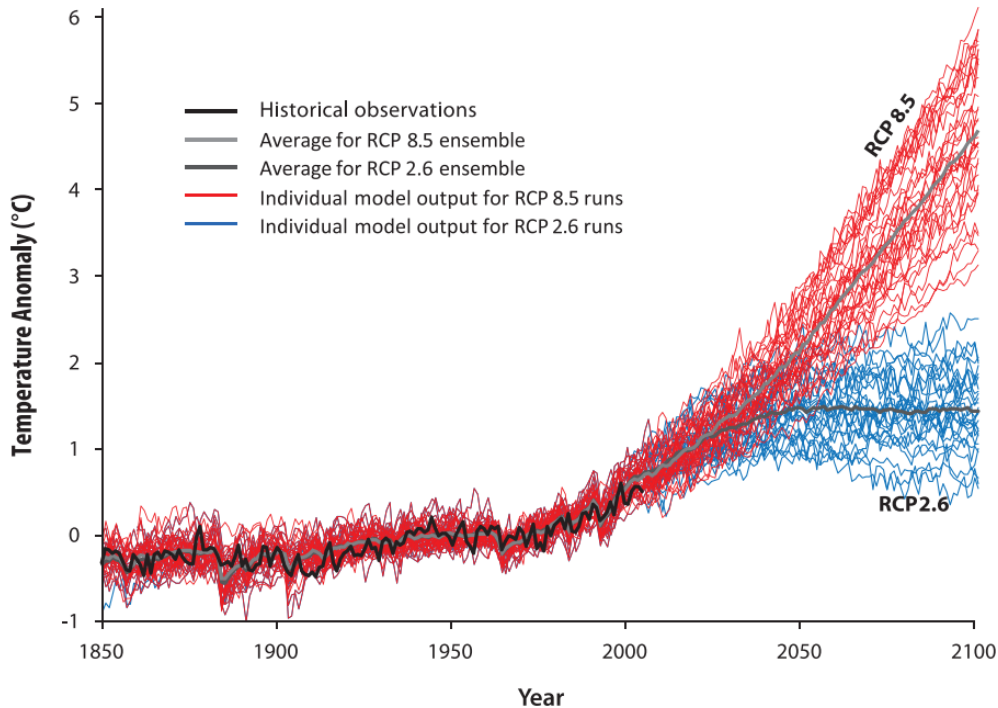 6
5
4
3
2
1
0
-1
Temperature Anomaly (°C)
Historical observations
Average for RCP 8.5 ensemble
Average for RCP 2.6 ensemble
Individual model output for RCP 8.5 runs
Individual model output for RCP 2.6 runs
RCP 8.5
RCP2.6
1850 1900 1950 2000 2050 2100
Year